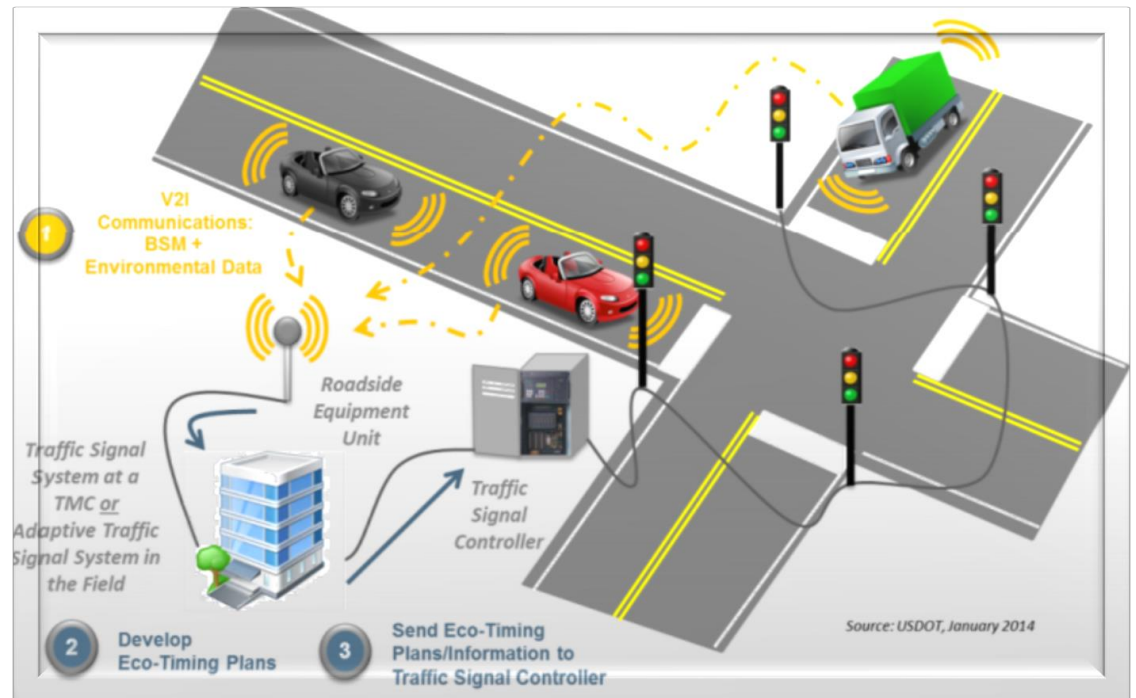 1
V2I
Communications:
BSM +
Environmental Data
Roadside
Equipment
Unit
Traffic Signal
System at a
TMC or
Adaptive Traffic
Signal System in
the Field
Traffic
Signal
Controller
2
Develop
Eco-Timing Plans
3
Send Eco-Timing
Plans/Information to
Traffic Signal Controller
Source: USDOT, January 2014